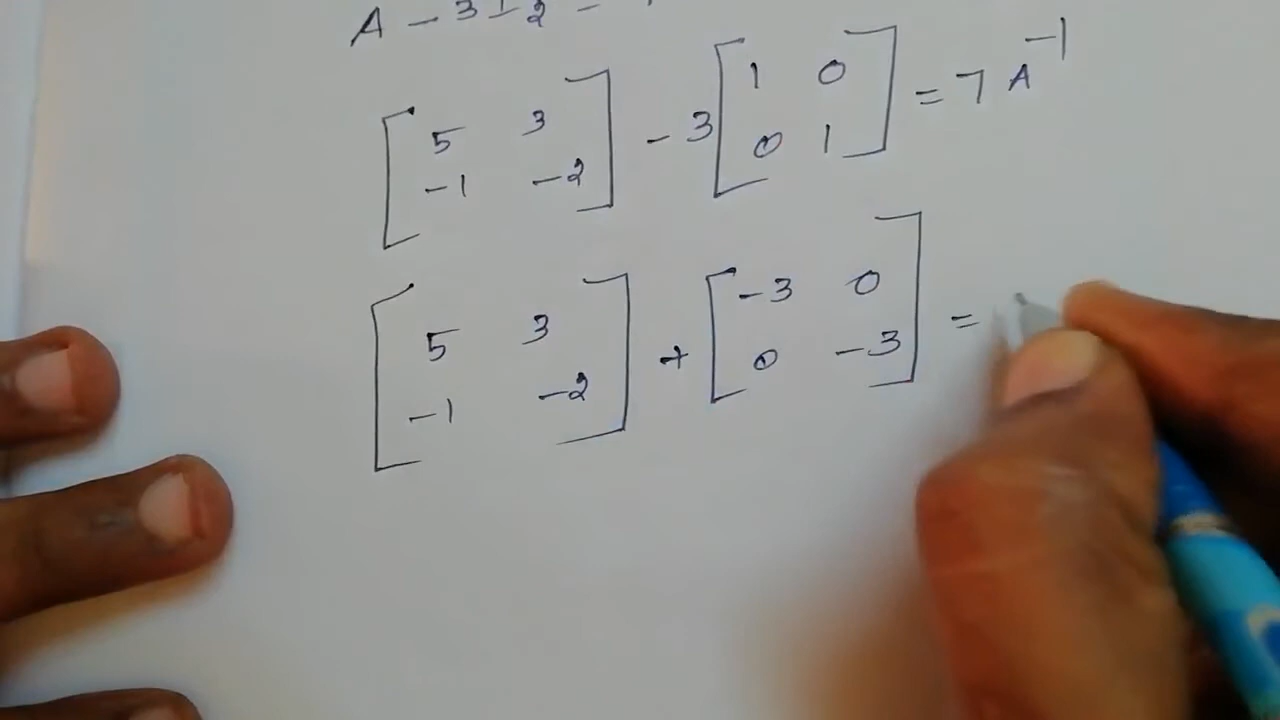 A - 3I2 =
[5 3 -1 -2] - 3 [1 0 0 1] = 7 A^-1
[5 3 -1 -2] + [-3 0 0 -3] =